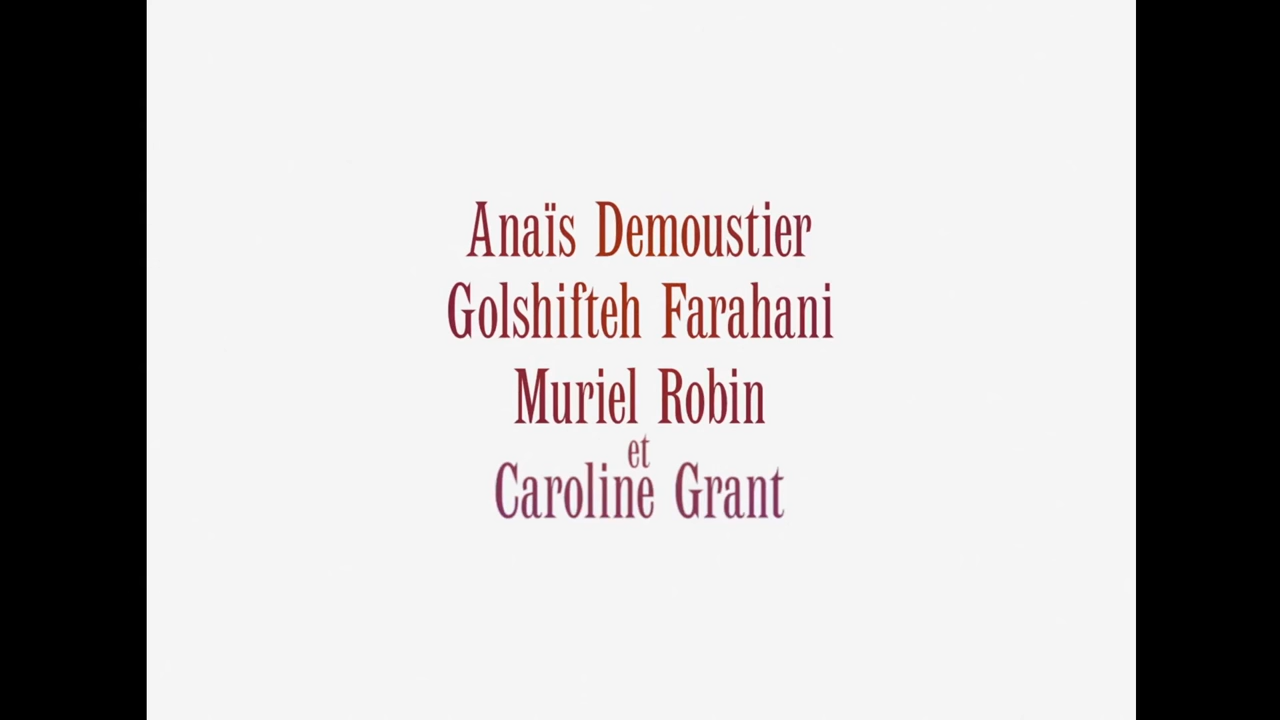 Anaïs Demoustier
Golshifteh Farahani
Muriel Robin
et
Caroline Grant